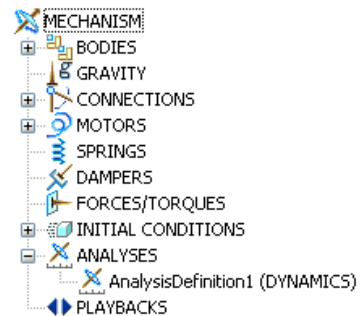 MECHANISM
BODIES
GRAVITY
CONNECTIONS
MOTORS
SPRINGS
DAMPERS
FORCES/TORQUES
INITIAL CONDITIONS
ANALYSES
AnalysisDefinition1 (DYNAMICS)
PLAYBACKS